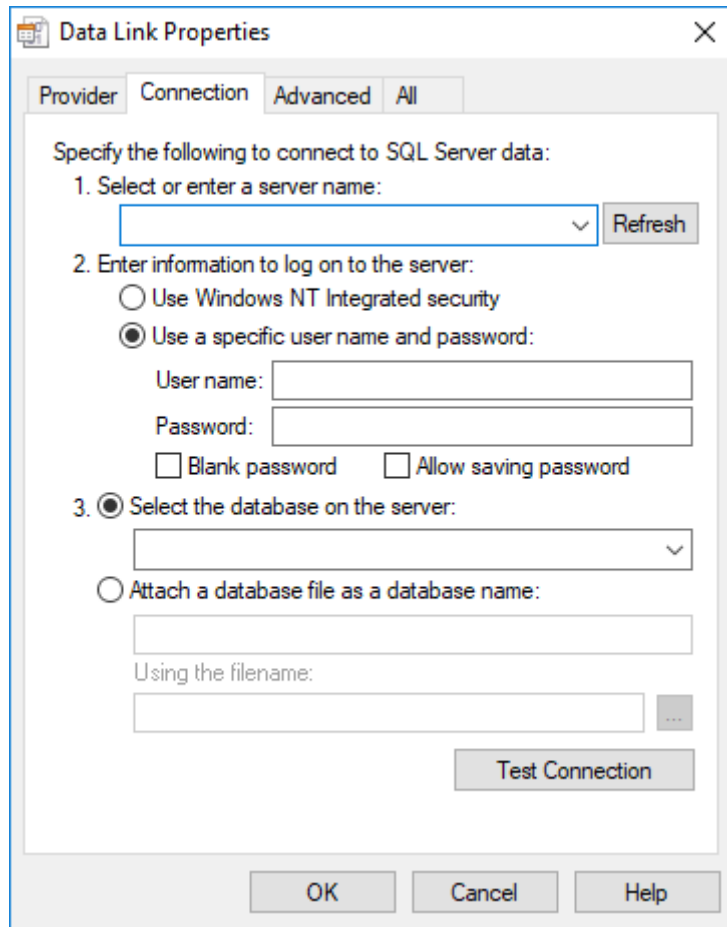 Data Link Properties
Provider Connection Advanced All
Specify the following to connect to SQL Server data:
1. Select or enter a server name:
Refresh
2. Enter information to log on to the server:
Use Windows NT Integrated security
Use a specific user name and password:
User name:
Password:
Blank password Allow saving password
3. Select the database on the server:
Attach a database file as a database name:
Using the filename:
...
Test Connection
OK Cancel Help